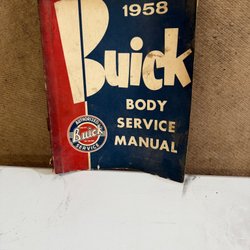 1958
Buick
BODY
SERVICE
MANUAL
AUTHORIZED
Buick
SERVICE